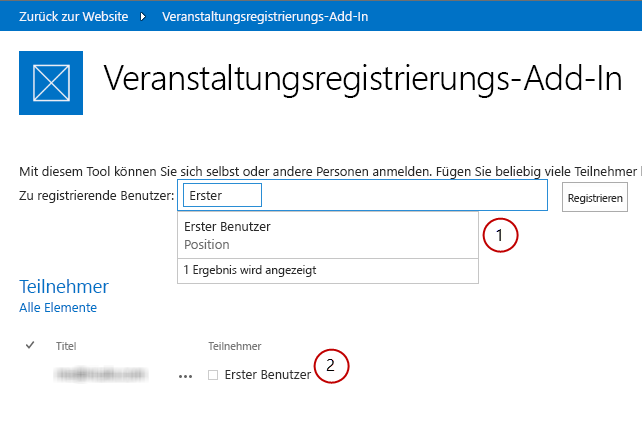 Zurück zur Website Veranstaltungsregistrierungs-Add-In
Veranstaltungsregistrierungs-Add-In
Mit diesem Tool können Sie sich selbst oder andere Personen anmelden. Fügen Sie beliebig viele Teilnehmer
Zu registrierende Benutzer: Erster Registrieren
Erster Benutzer
Position
1
1 Ergebnis wird angezeigt
Teilnehmer
Alle Elemente
Titel Teilnehmer
... Erster Benutzer 2